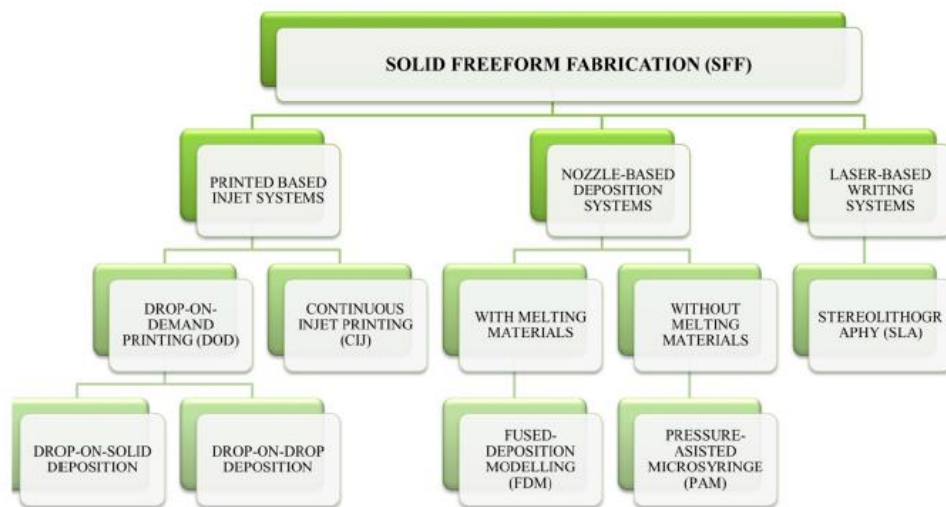 SOLID FREEFORM FABRICATION (SFF)
PRINTED BASED
INJET SYSTEMS
NOZZLE-BASED
DEPOSITION
SYSTEMS
LASER-BASED
WRITING
SYSTEMS
DROP-ON-
DEMAND
PRINTING (DOD)
CONTINUOUS
INJET PRINTING
(CIJ)
WITH MELTING
MATERIALS
WITHOUT
MELTING
MATERIALS
STEREOLITHOGR
APHY (SLA)
DROP-ON-SOLID
DEPOSITION
DROP-ON-DROP
DEPOSITION
FUSED-
DEPOSITION
MODELLING
(FDM)
PRESSURE-
ASISTED
MICROSYRINGE
(PAM)